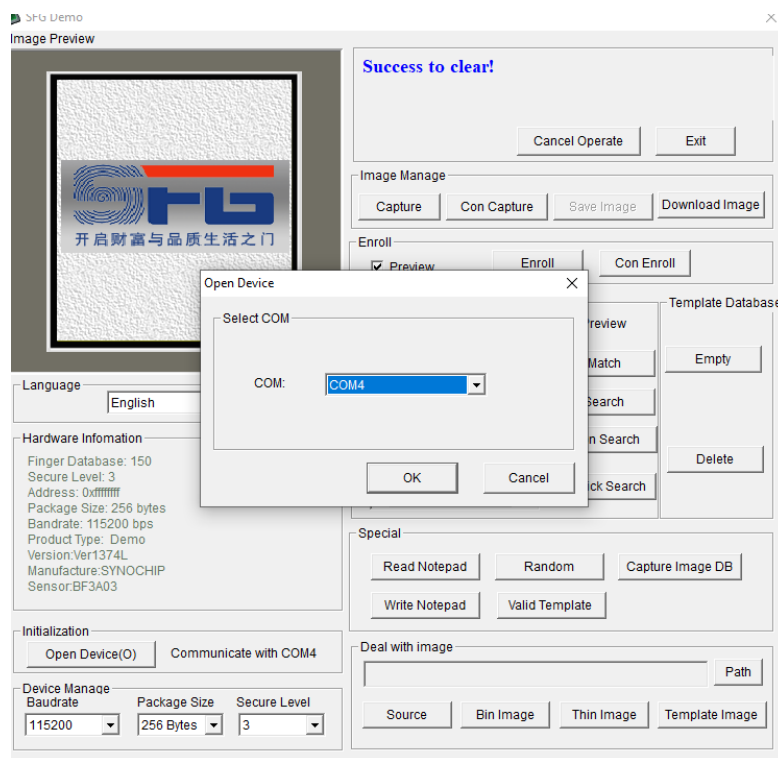 SFG Demo
Image Preview
SFG
开启财富与品质生活之门
Success to clear!
Cancel Operate
Exit
Image Manage
Capture
Con Capture
Save Image
Download Image
Enroll
Preview
Enroll
Con Enroll
Open Device
Select COM
COM:
COM4
OK
Cancel
Preview
Match
Search
n Search
ick Search
Template Database
Empty
Delete
Language
English
Hardware Infomation
Finger Database: 150
Secure Level: 3
Address: 0xffffffff
Package Size: 256 bytes
Bandrate: 115200 bps
Product Type: Demo
Version:Ver1374L
Manufacture:SYNOCHIP
Sensor:BF3A03
Special
Read Notepad
Random
Capture Image DB
Write Notepad
Valid Template
Initialization
Open Device(O)
Communicate with COM4
Deal with image
Path
Source
Bin Image
Thin Image
Template Image
Device Manage
Baudrate
Package Size
Secure Level
115200
256 Bytes
3